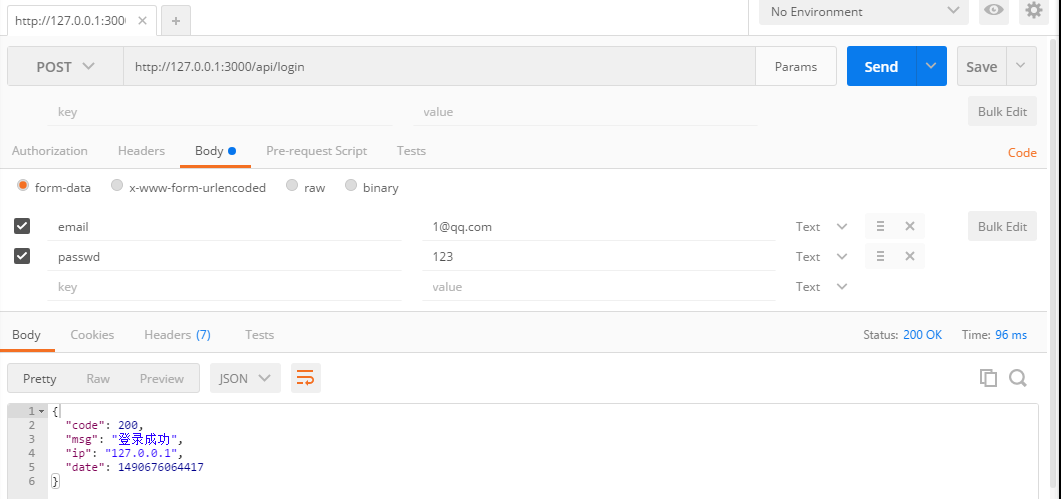 http://127.0.0.1:3000 × + No Environment
POST http://127.0.0.1:3000/api/login Params Send Save
key value Bulk Edit
Authorization Headers Body Pre-request Script Tests Code
form-data x-www-form-urlencoded raw binary
email 1@qq.com Text Bulk Edit
passwd 123 Text
key value Text
Body Cookies Headers (7) Tests Status: 200 OK Time: 96 ms
Pretty Raw Preview JSON
1 {
2 "code": 200,
3 "msg": "登录成功",
4 "ip": "127.0.0.1",
5 "date": 1490676064417
6 }